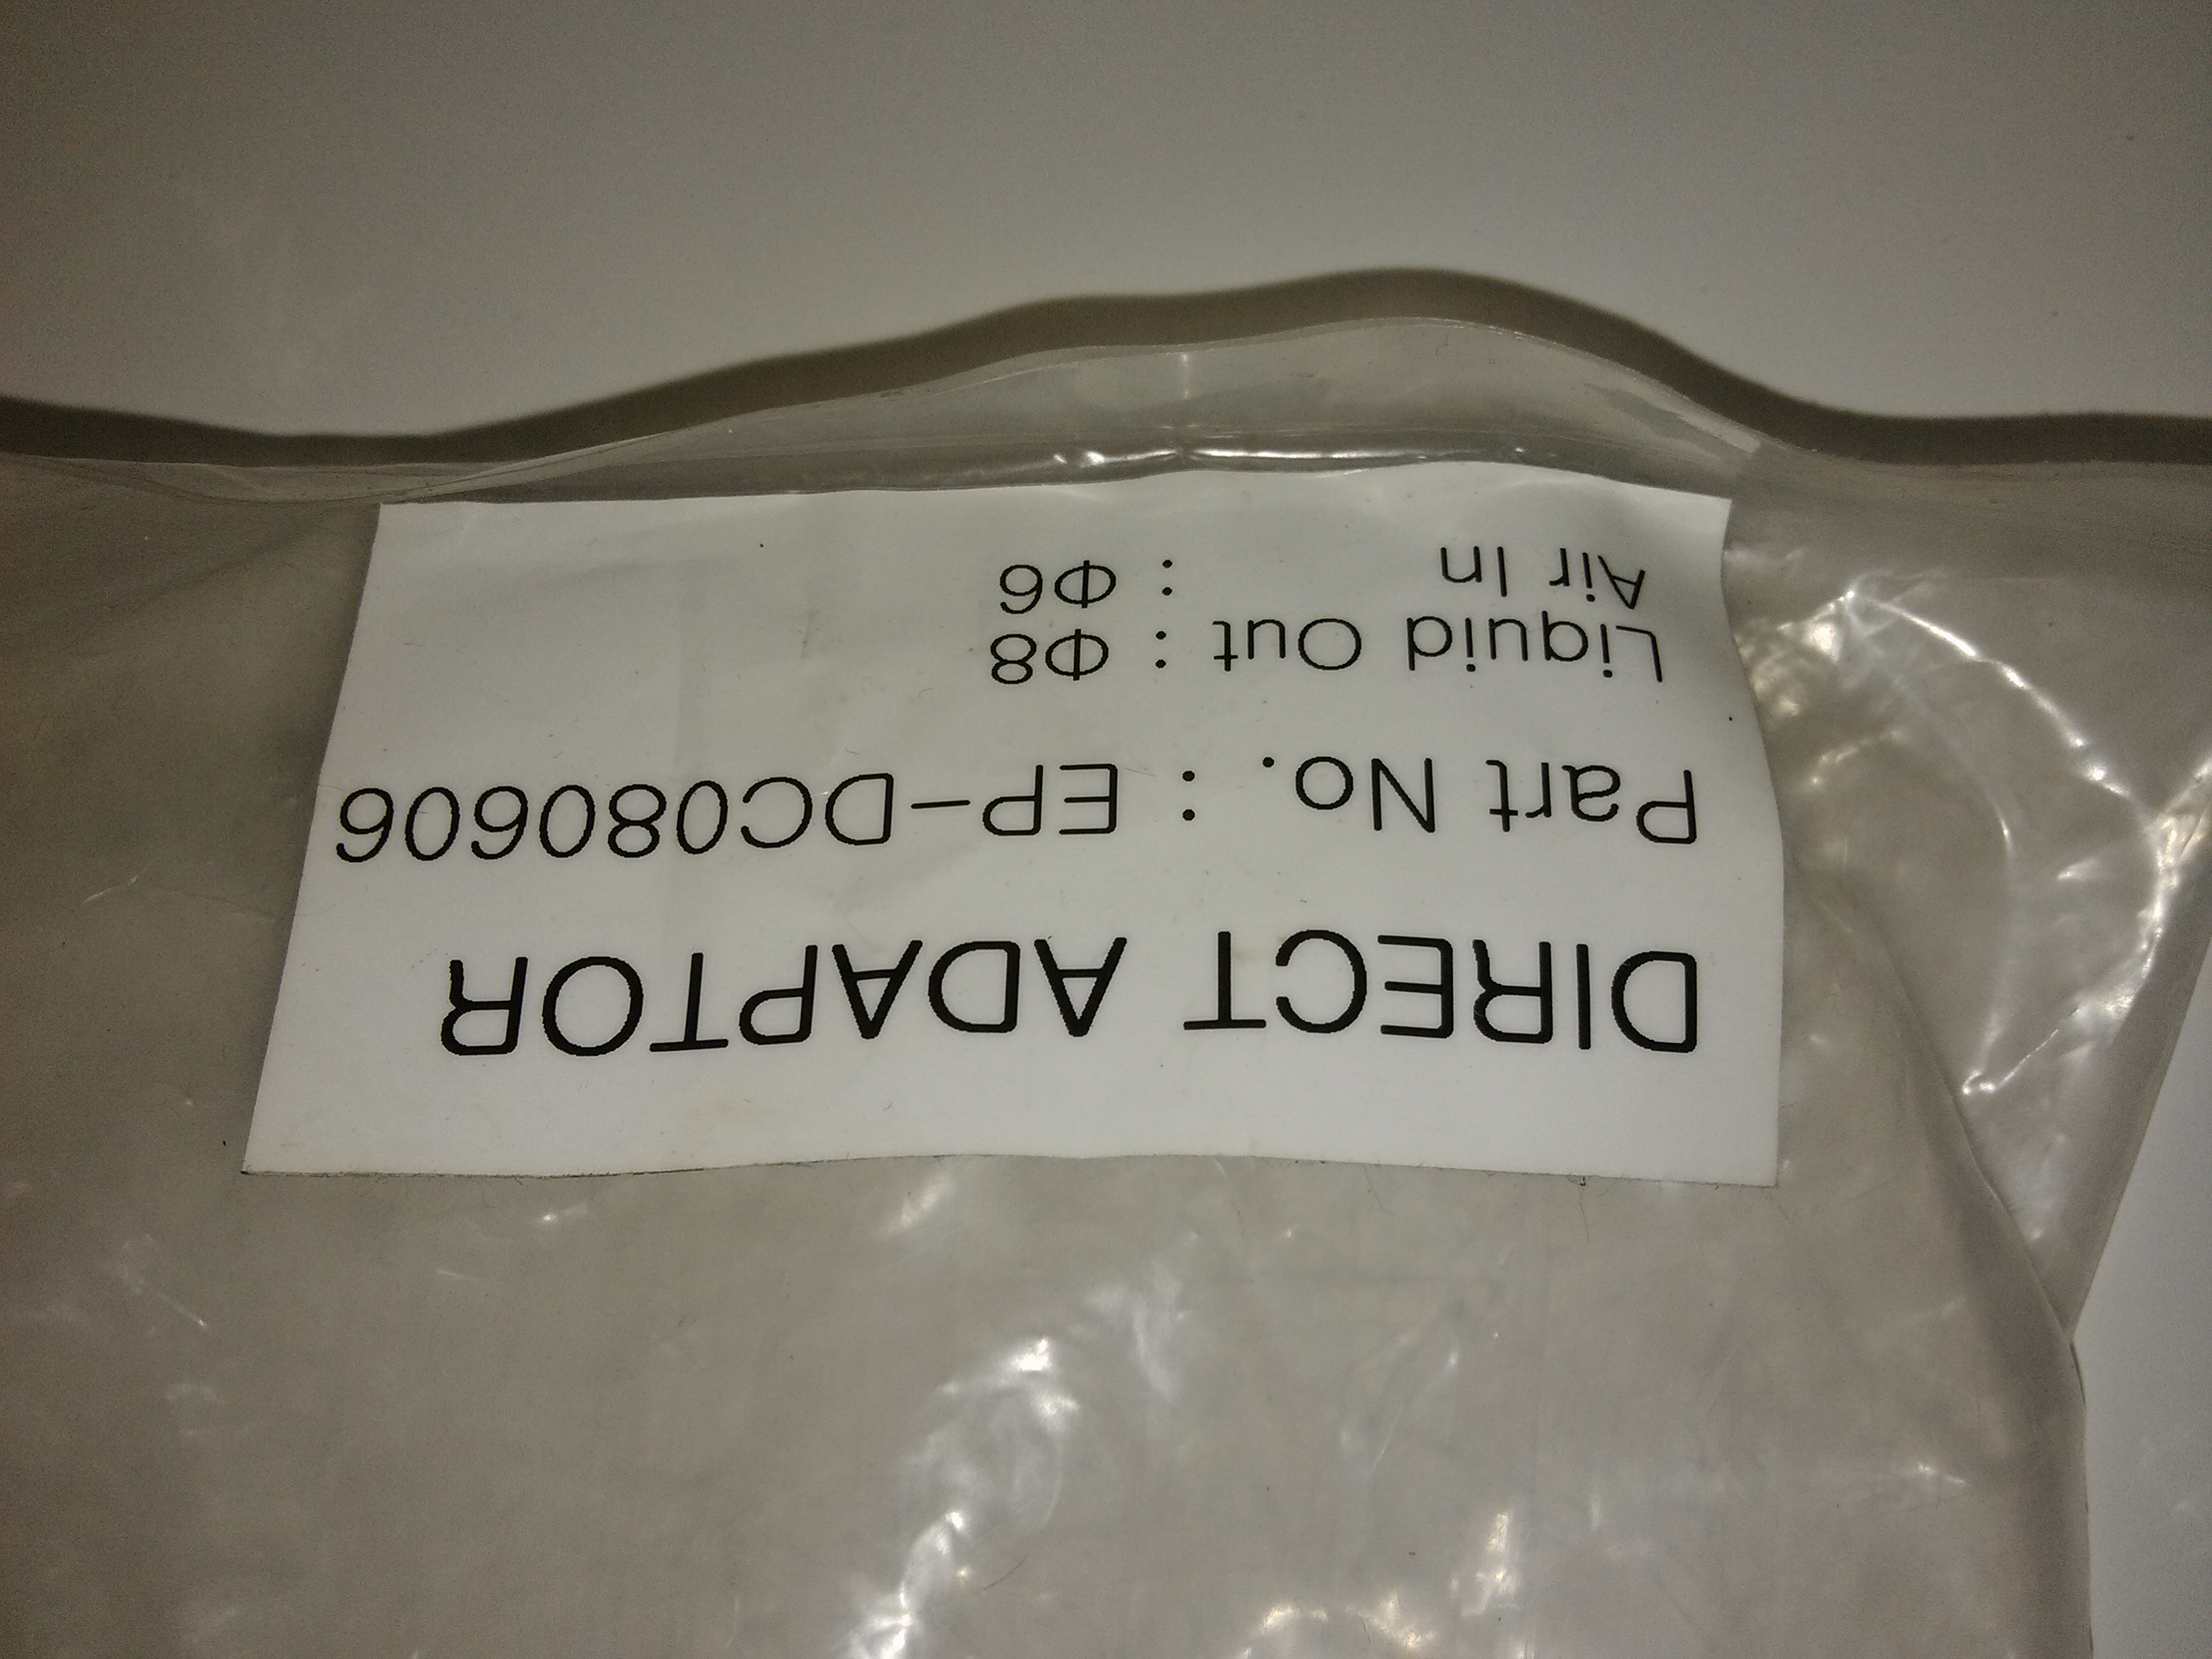 DIRECT ADAPTOR
Part No. : EP-DC080606
Liquid Out : Φ8
Air In : Φ6